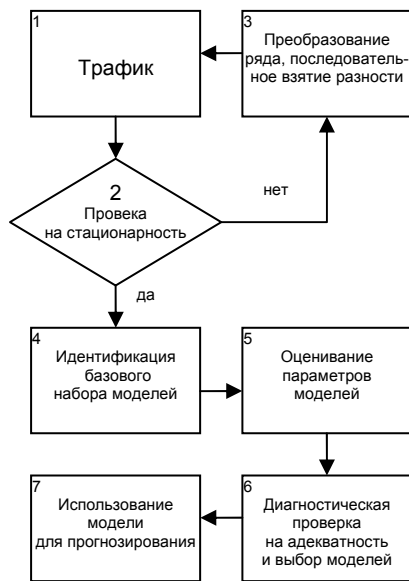 1
Трафик
3
Преобразование
ряда, последователь-
ное взятие разности
2
Провека
на стационарность
нет
да
4
Идентификация
базового
набора моделей
5
Оценивание
параметров
моделей
6
Диагностическая
проверка
на адекватность
и выбор моделей
7
Использование
модели
для прогнозирования